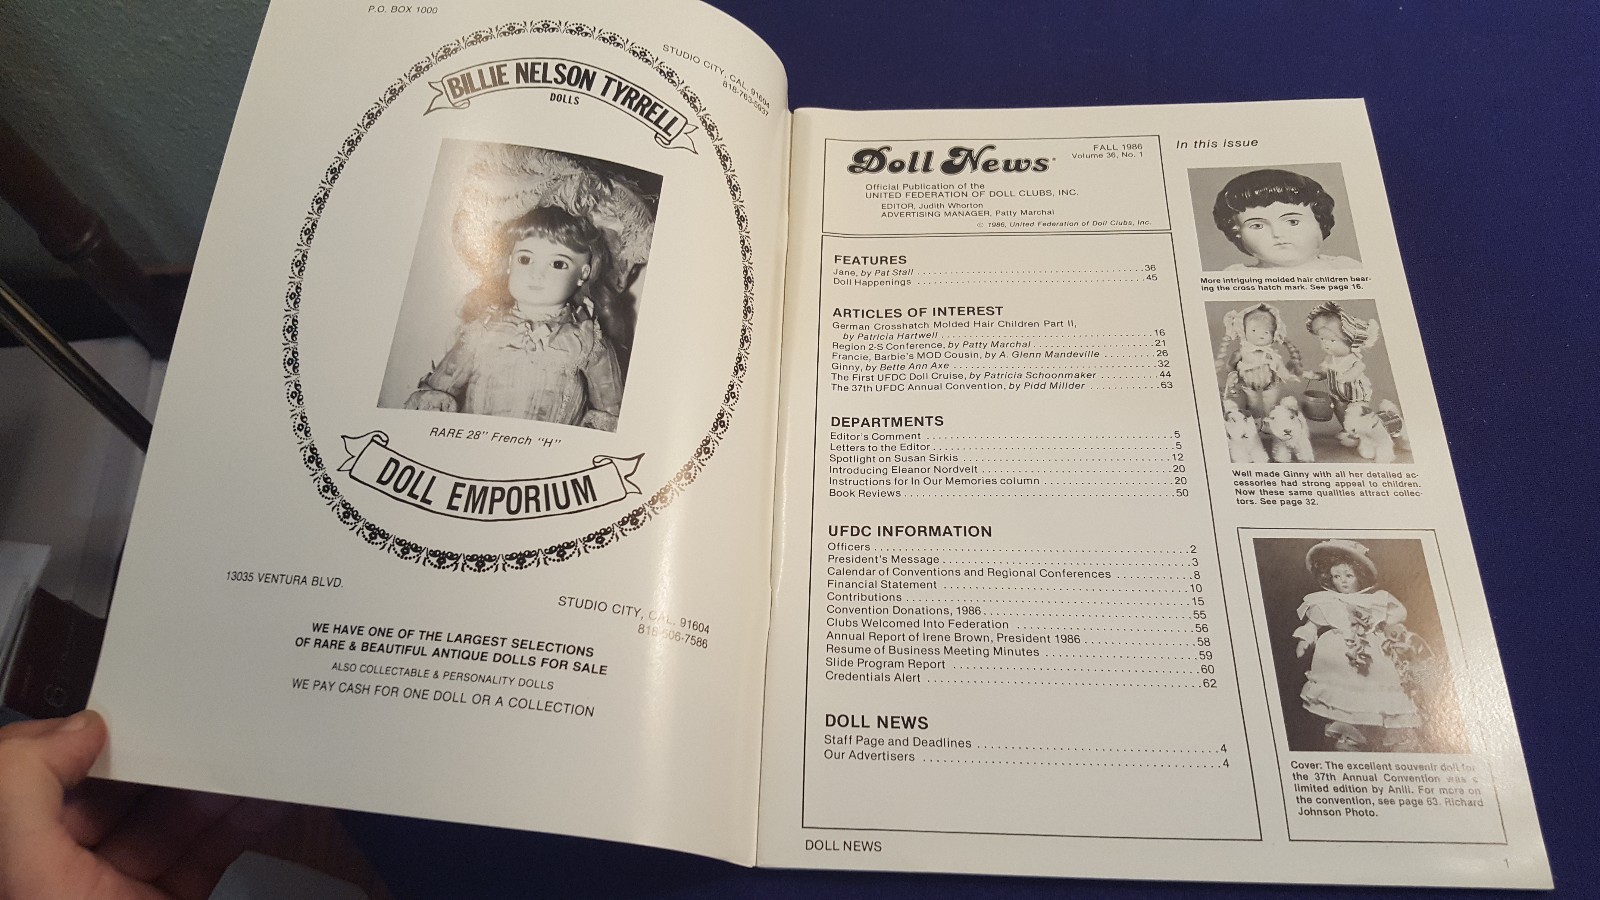 P.O. BOX 1000
STUDIO CITY, CAL. 91604
818-763-5937
BILLIE NELSON TYRRELL
DOLLS
RARE 28" French "H"
DOLL EMPORIUM
13035 VENTURA BLVD.
STUDIO CITY, CAL. 91604
818-506-7586
WE HAVE ONE OF THE LARGEST SELECTIONS
OF RARE & BEAUTIFUL ANTIQUE DOLLS FOR SALE
ALSO COLLECTABLE & PERSONALITY DOLLS
WE PAY CASH FOR ONE DOLL OR A COLLECTION
Doll News
FALL 1986
Volume 36, No. 1
Official Publication of the
UNITED FEDERATION OF DOLL CLUBS, INC.
EDITOR, Judith Whorton
ADVERTISING MANAGER, Patty Marchal
© 1986, United Federation of Doll Clubs, Inc.
FEATURES
Jane, by Pat Stall 36
Doll Happenings 45
ARTICLES OF INTEREST
German Crosshatch Molded Hair Children Part II,
by Patricia Hartwell 16
Region 2-S Conference, by Patty Marchal 21
Francie, Barbie's MOD Cousin, by A. Glenn Mandeville 26
Ginny, by Bette Ann Axe 32
The First UFDC Doll Cruise, by Patricia Schoonmaker 44
The 37th UFDC Annual Convention, by Pidd Miller 63
DEPARTMENTS
Editor's Comment 5
Letters to the Editor 5
Spotlight on Susan Sirkis 12
Introducing Eleanor Nordvelt 20
Instructions for In Our Memories column 20
Book Reviews 50
UFDC INFORMATION
Officers 2
President's Message 3
Calendar of Conventions and Regional Conferences 8
Financial Statement 10
Contributions 15
Convention Donations, 1986 55
Clubs Welcomed Into Federation 56
Annual Report of Irene Brown, President 1986 58
Resume of Business Meeting Minutes 59
Slide Program Report 60
Credentials Alert 62
DOLL NEWS
Staff Page and Deadlines 4
Our Advertisers 4
DOLL NEWS
In this issue
More intriguing molded hair children bear-
ing the cross hatch mark. See page 16.
Well made Ginny with all her detailed ac-
cessories had strong appeal to children.
Now these same qualities attract collec-
tors. See page 32.
Cover: The excellent souvenir doll for
the 37th Annual Convention was a
limited edition by Anili. For more on
the convention, see page 63. Richard
Johnson Photo.
1